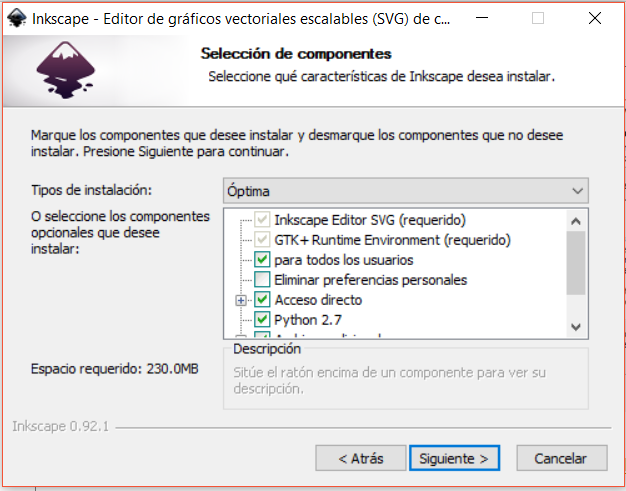 Inkscape - Editor de gráficos vectoriales escalables (SVG) de c...
Selección de componentes
Seleccione qué características de Inkscape desea instalar.
Marque los componentes que desee instalar y desmarque los componentes que no desee
instalar. Presione Siguiente para continuar.
Tipos de instalación:
Óptima
O seleccione los componentes
opcionales que desee
instalar:
Inkscape Editor SVG (requerido)
GTK+ Runtime Environment (requerido)
para todos los usuarios
Eliminar preferencias personales
Acceso directo
Python 2.7
Espacio requerido: 230.0MB
Descripción
Sitúe el ratón encima de un componente para ver su
descripción.
Inkscape 0.92.1
< Atrás
Siguiente >
Cancelar